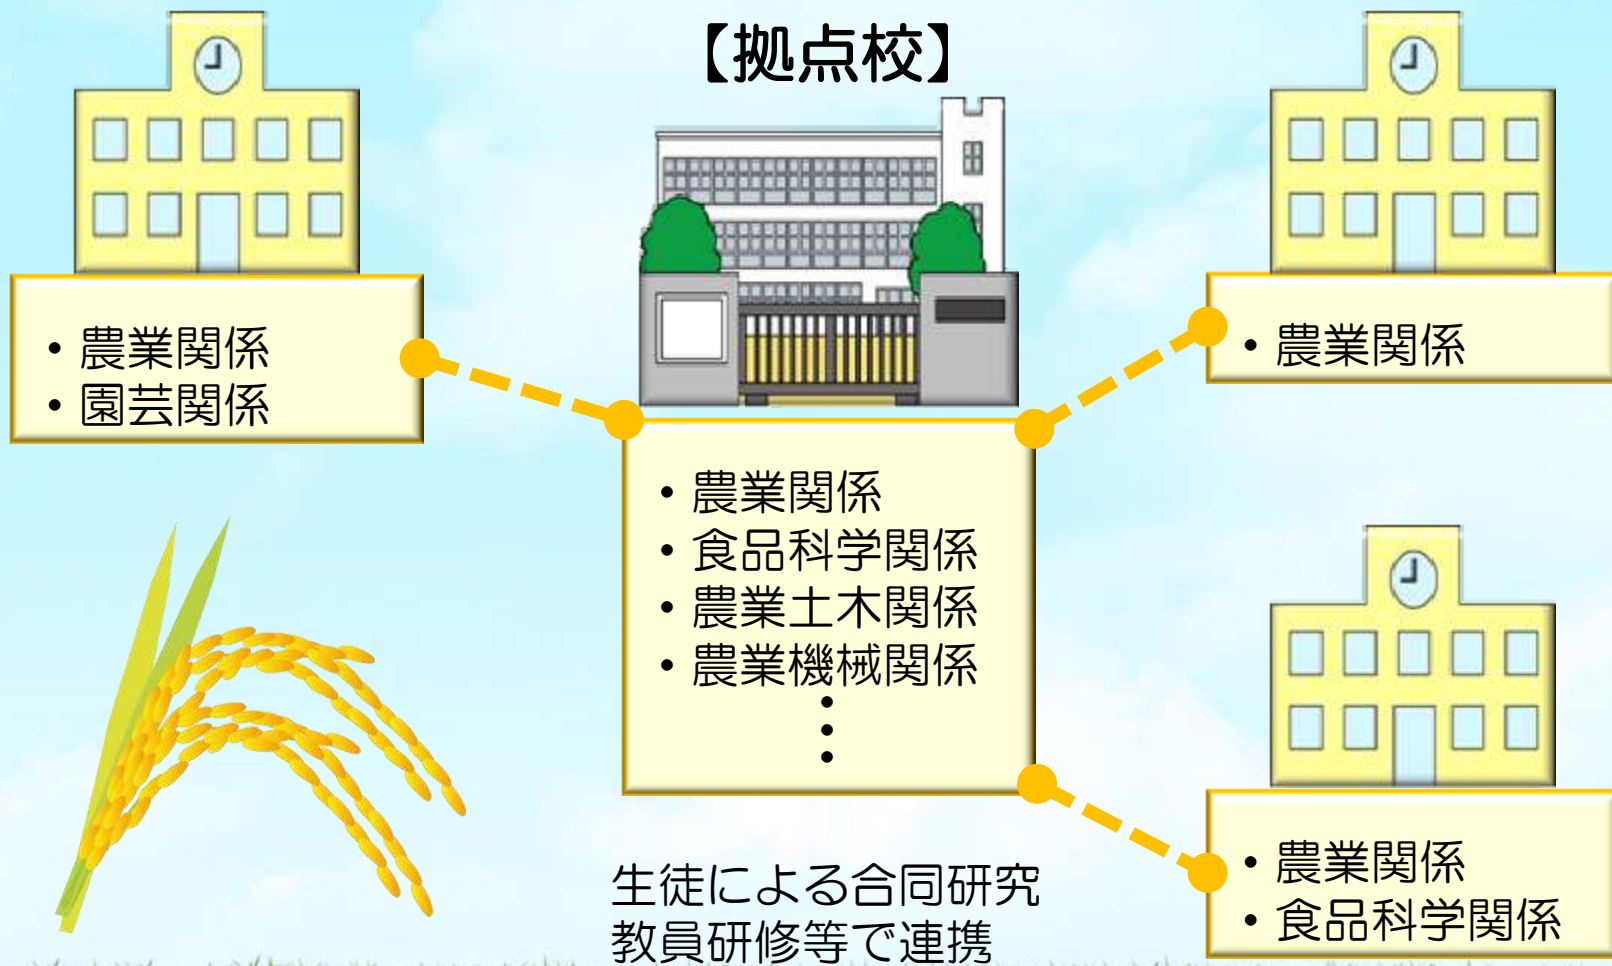 【拠点校】
・農業関係
・園芸関係
・農業関係
・食品科学関係
・農業土木関係
・農業機械関係
・
・
・
・農業関係
・農業関係
・食品科学関係
生徒による合同研究
教員研修等で連携